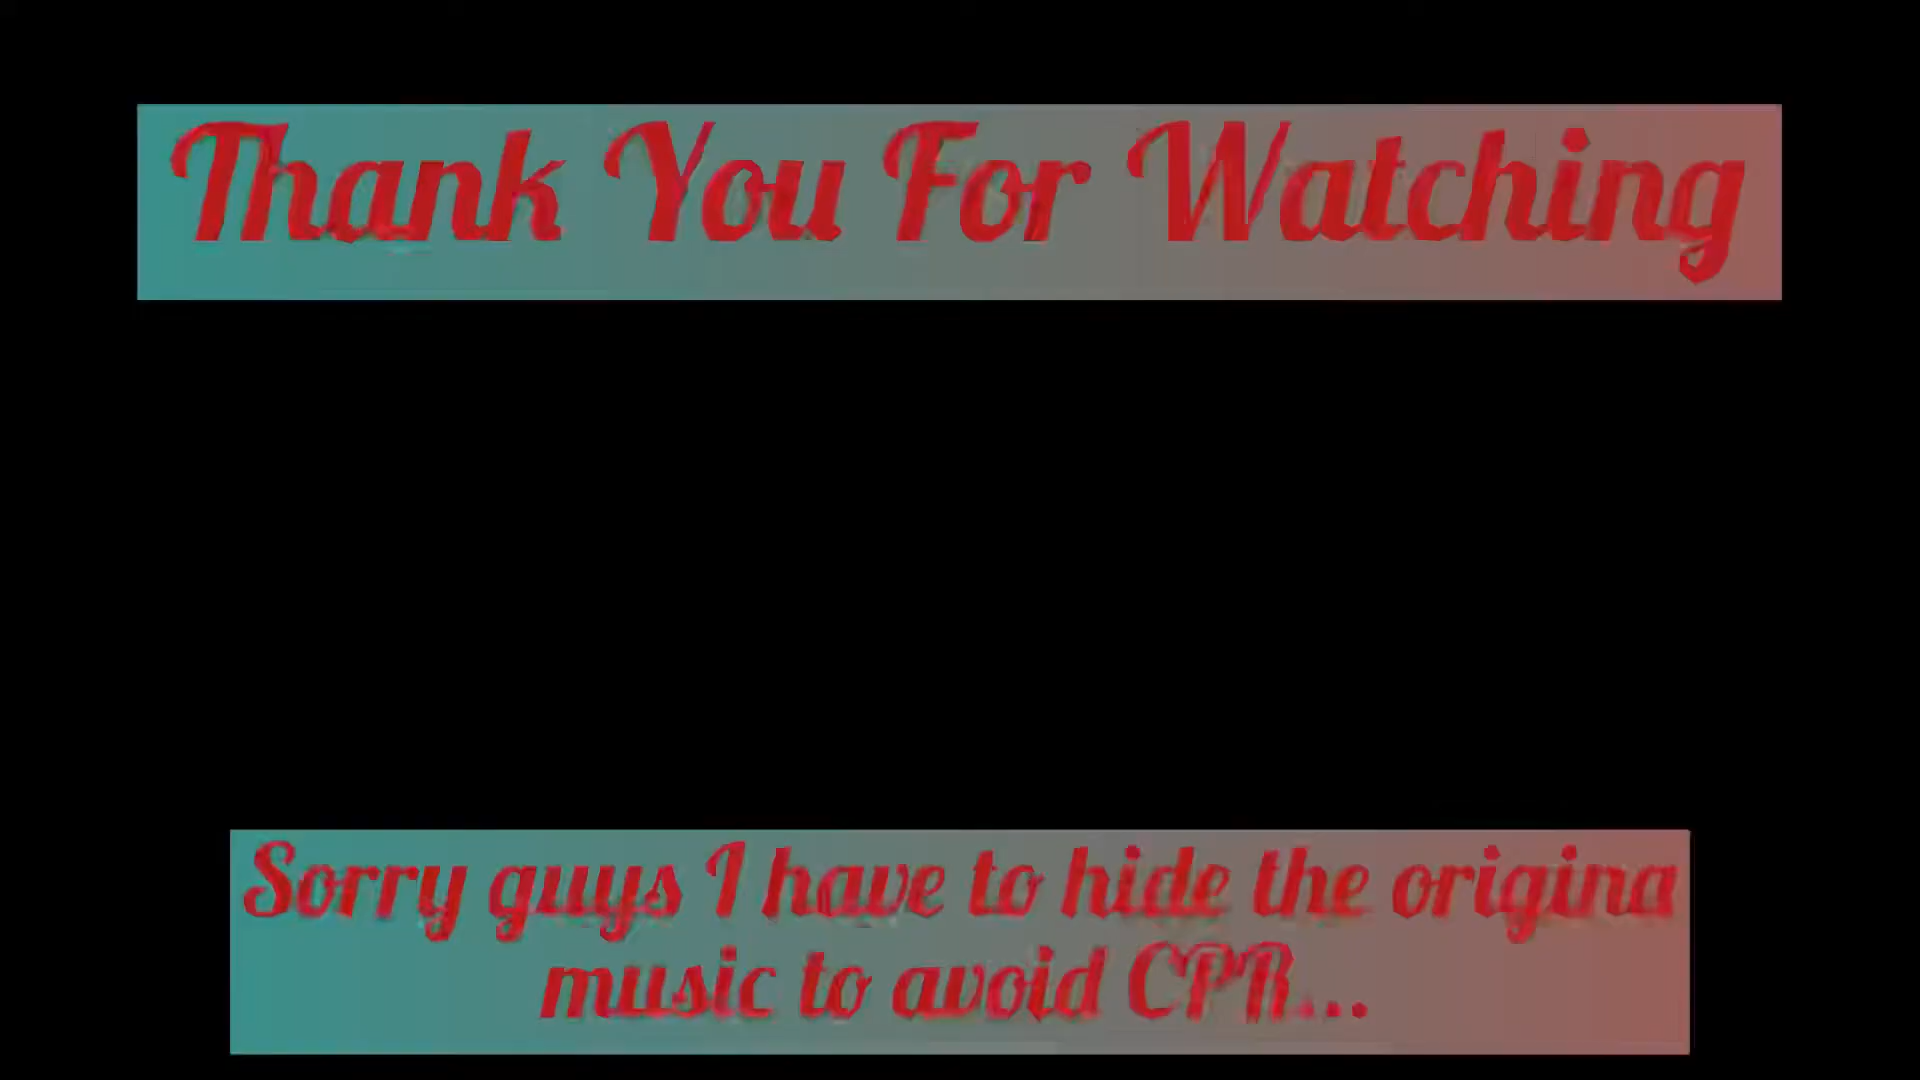 Thank You For Watching
Sorry guys I have to hide the origina
music to avoid CPR...